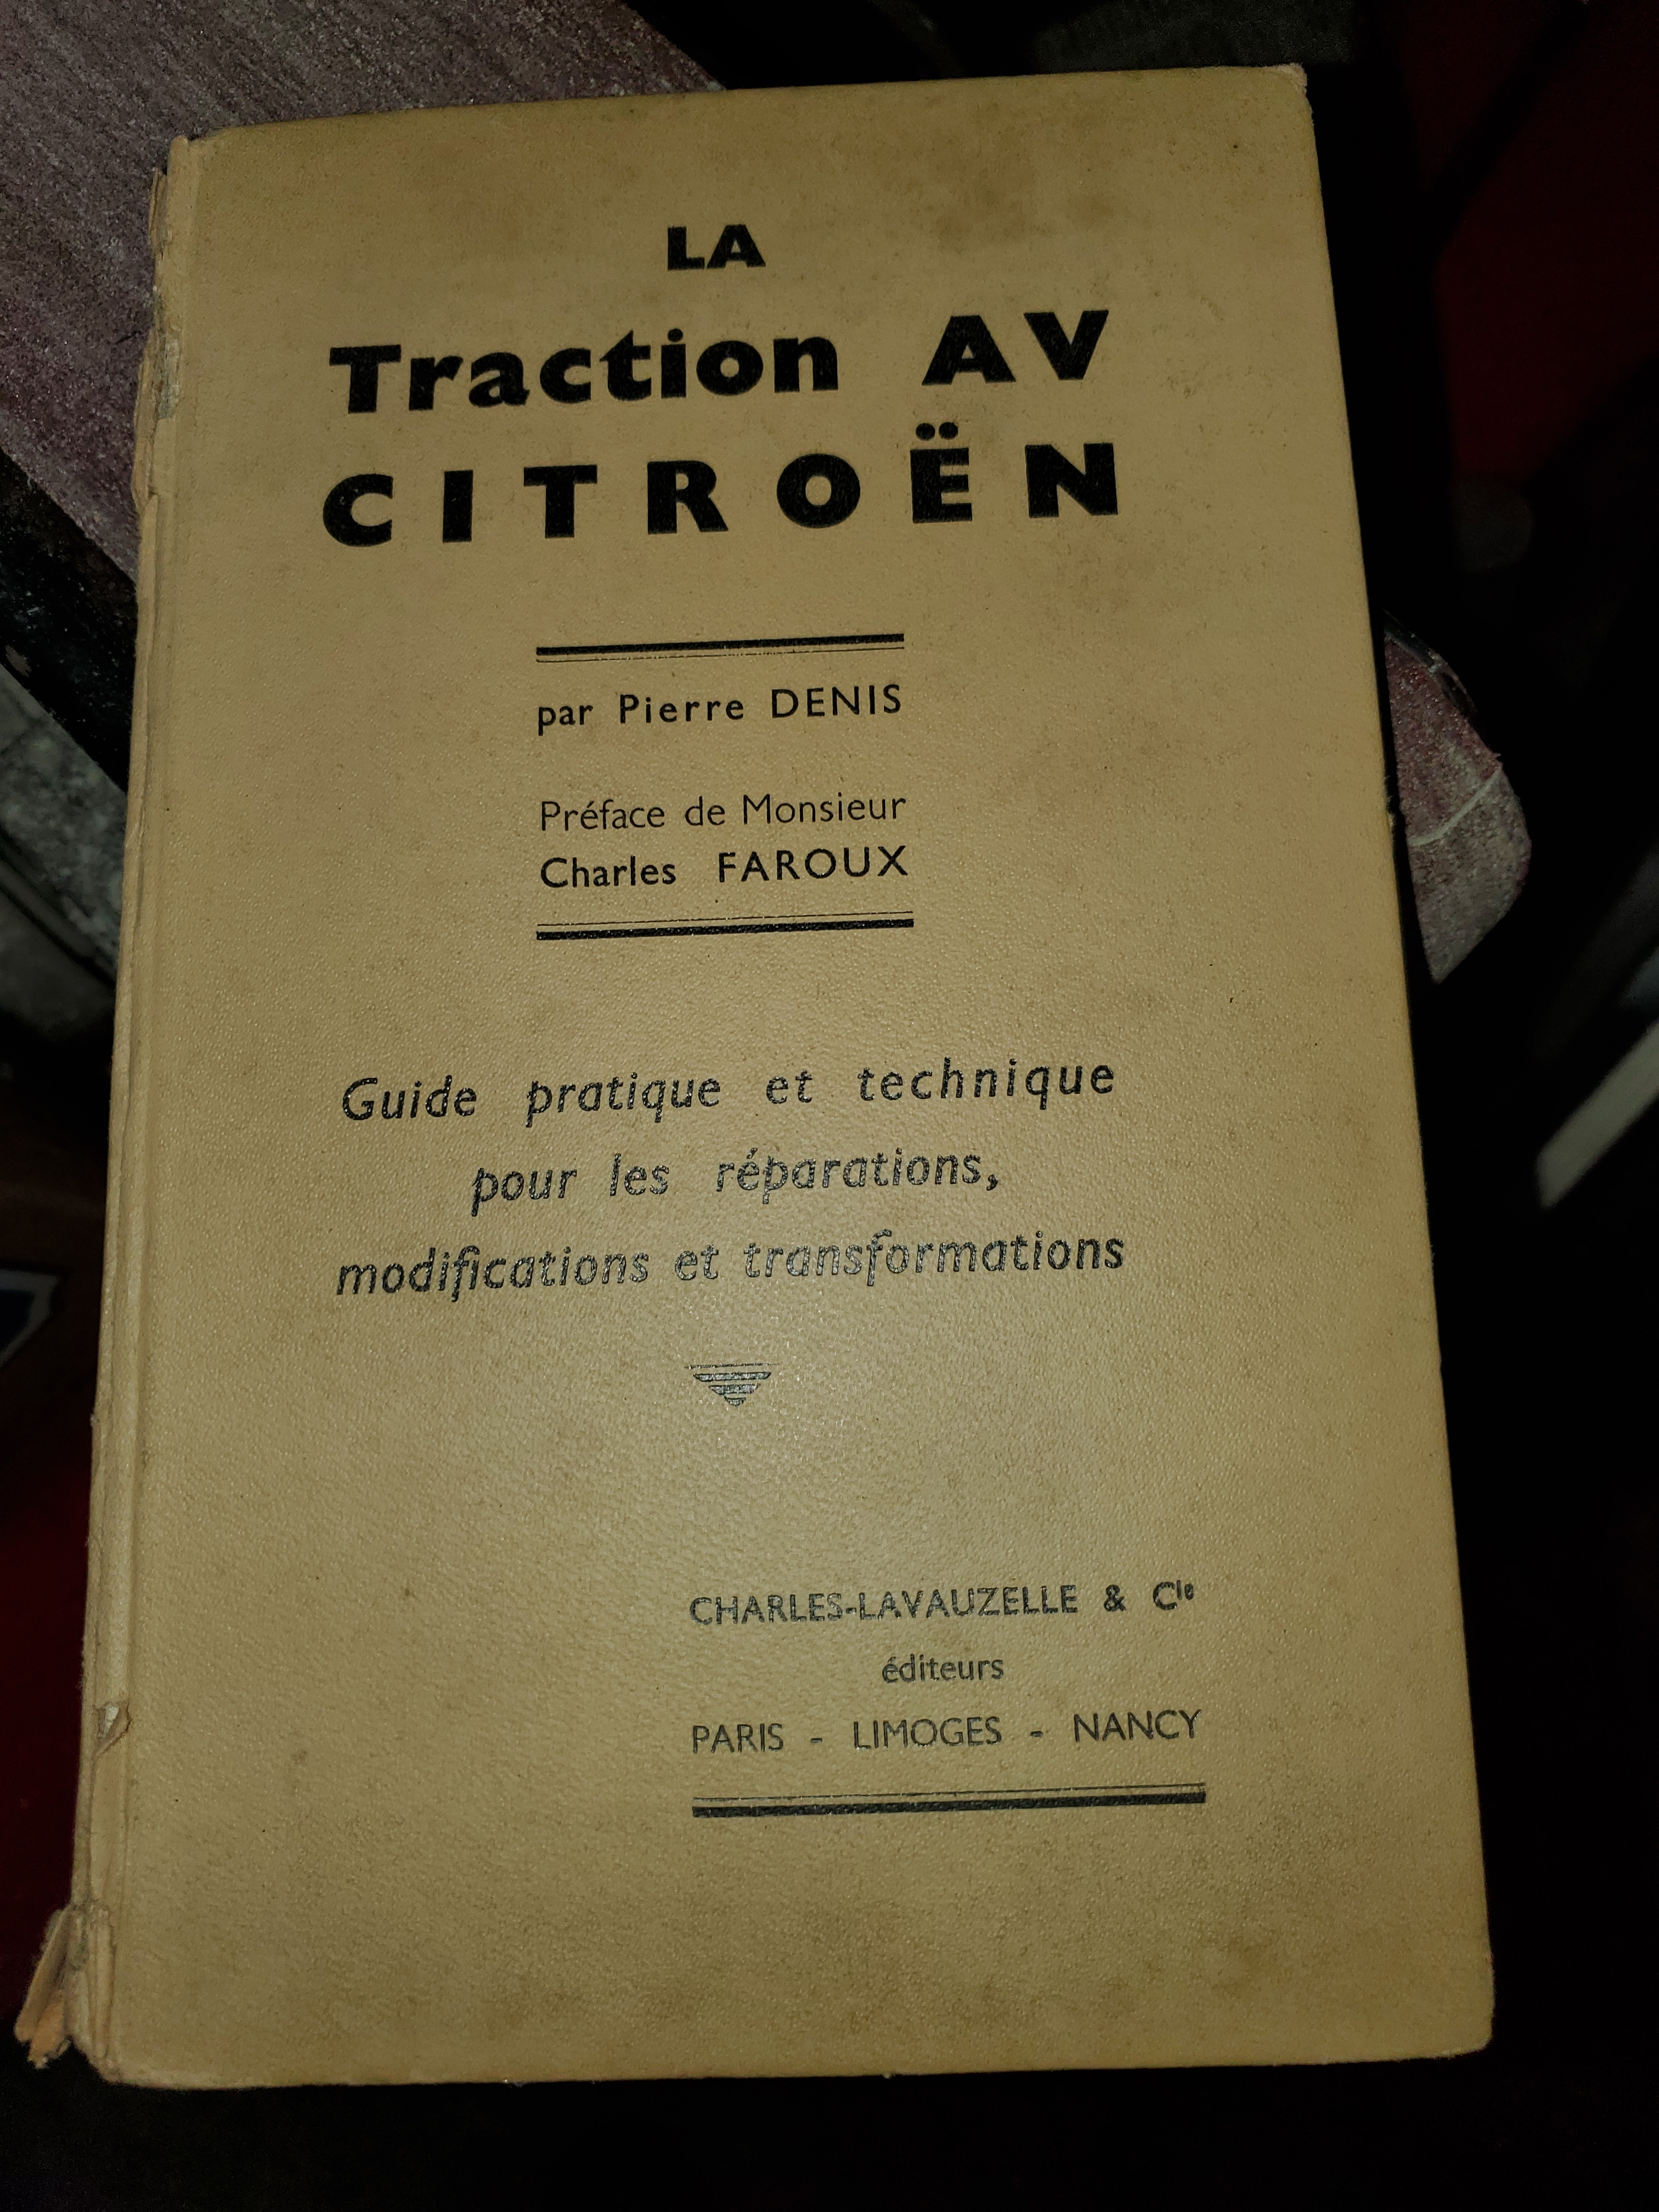 LA
Traction AV
CITROËN
par Pierre DENIS
Préface de Monsieur
Charles FAROUX
Guide pratique et technique
pour les réparations,
modifications et transformations
CHARLES-LAVAUZELLE & Cie
éditeurs
PARIS - LIMOGES - NANCY